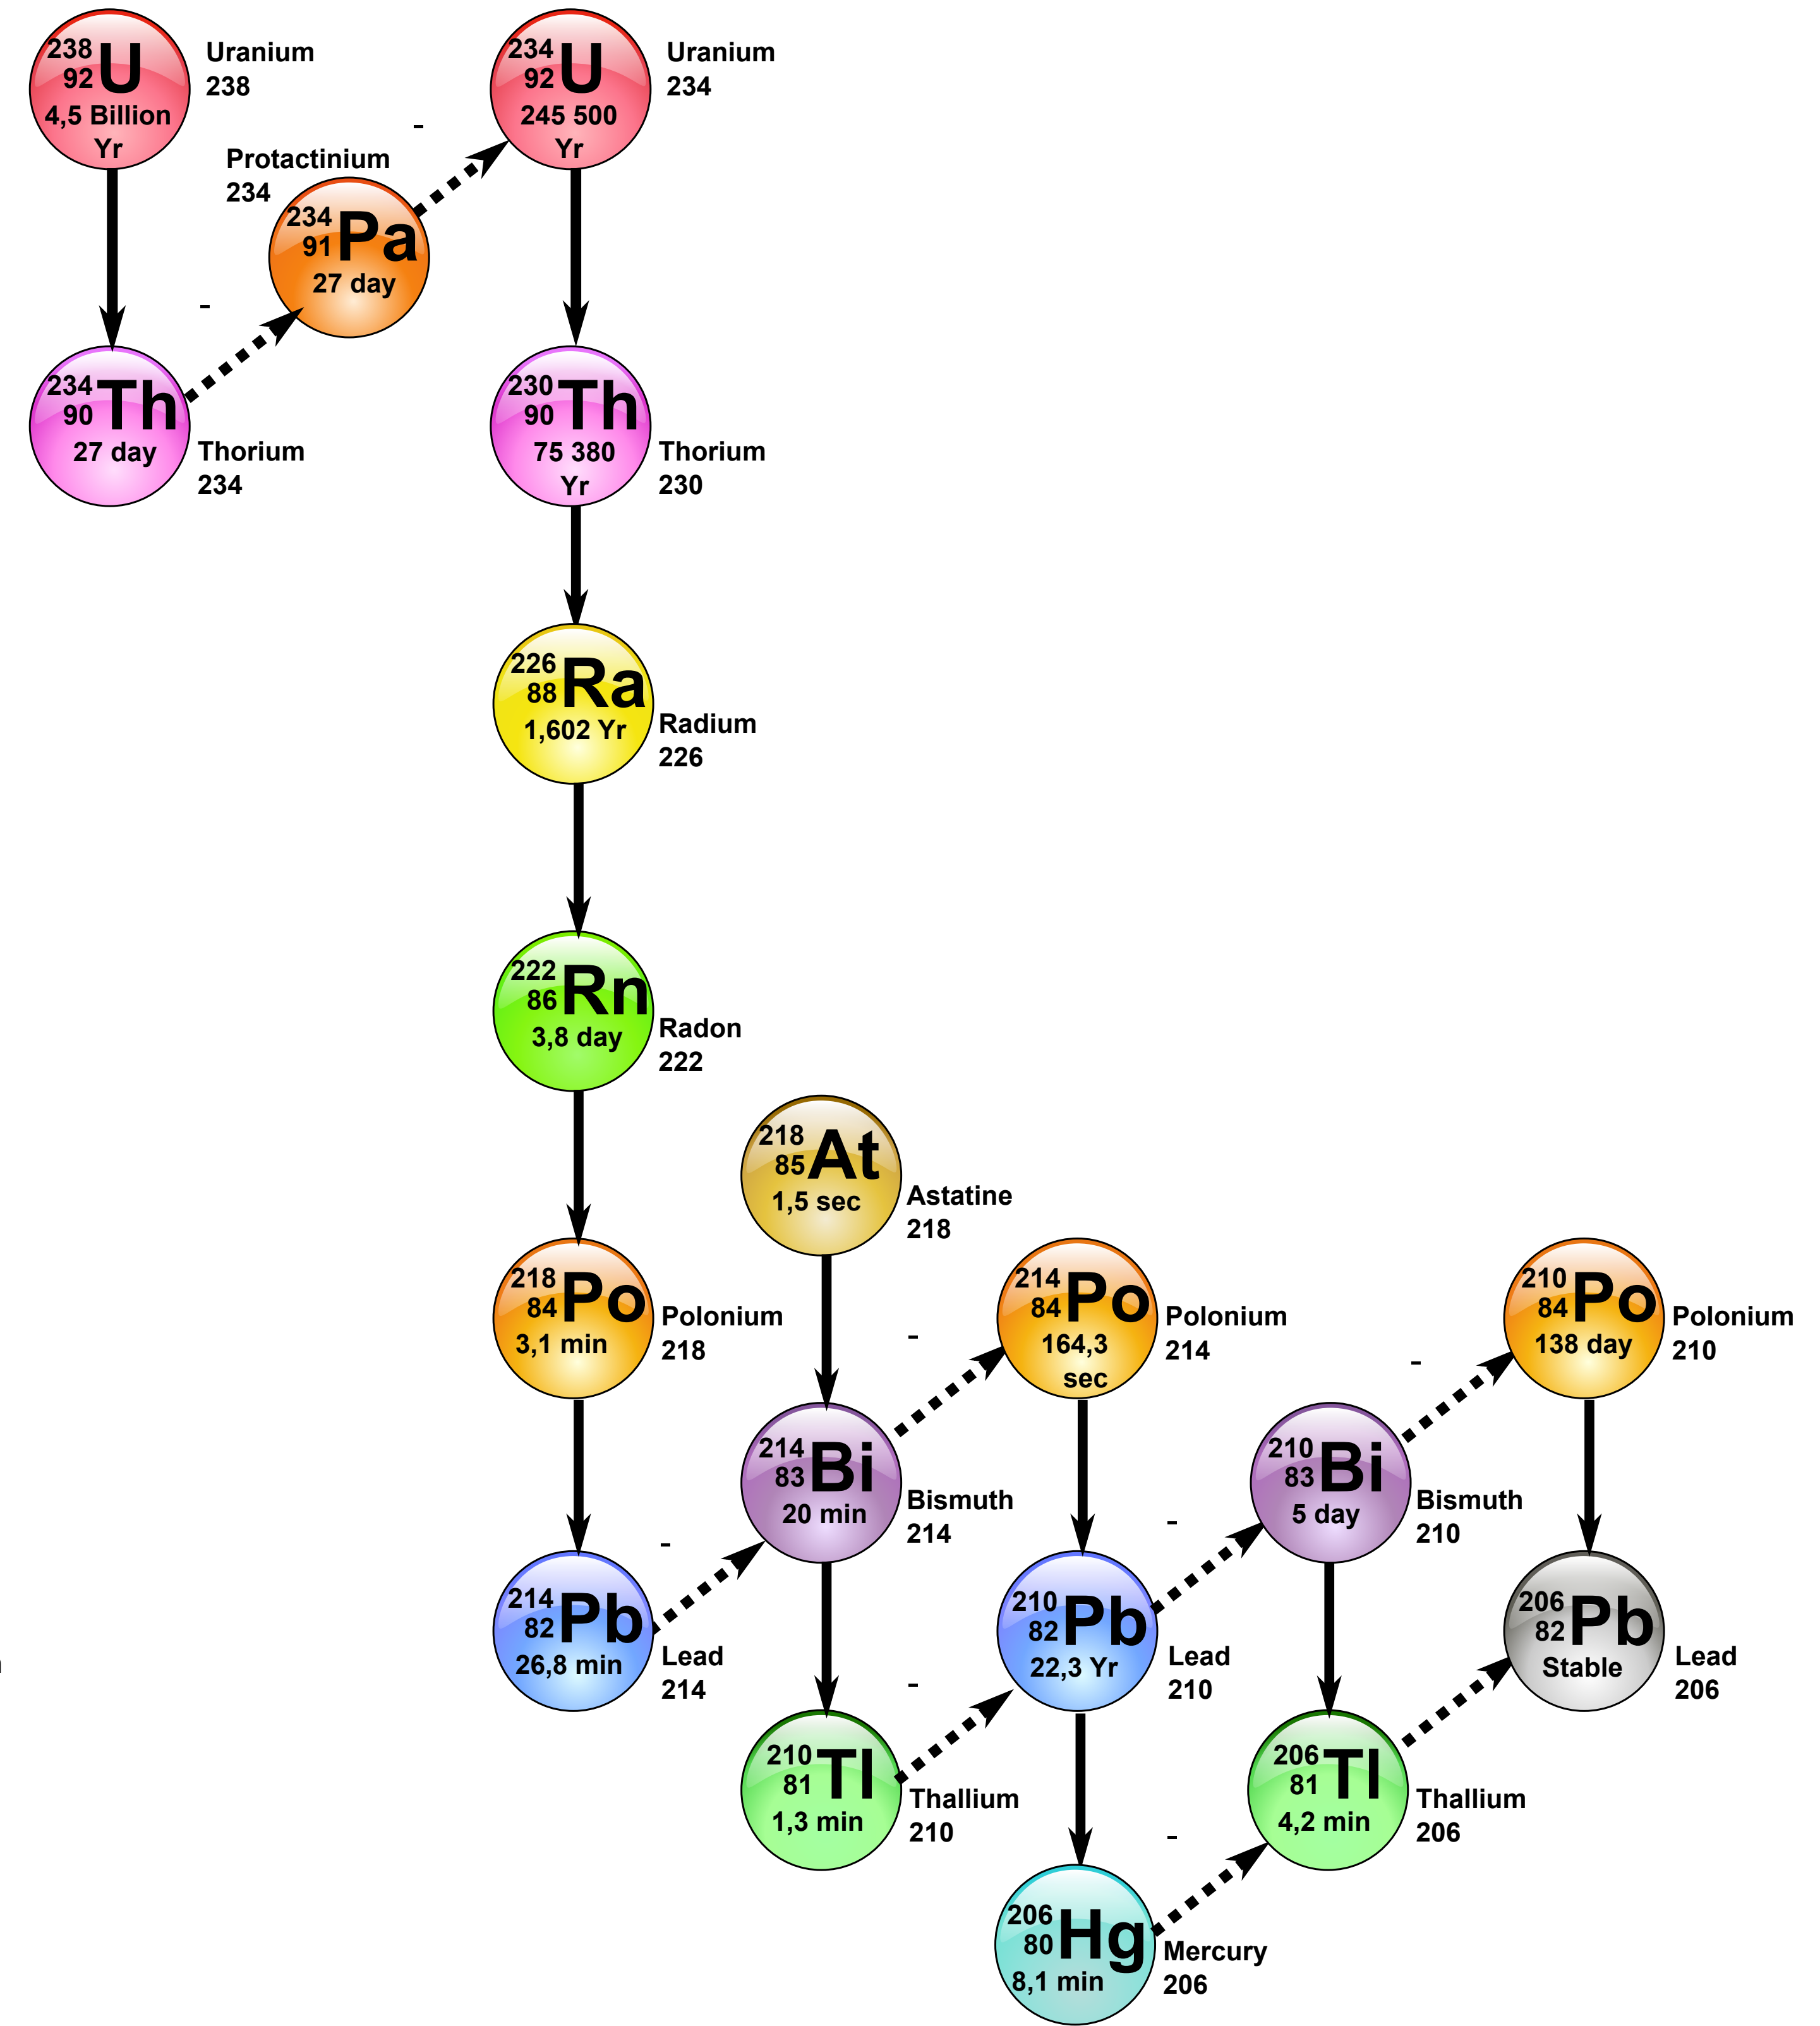 238
92 U
4,5 Billion
Yr
Uranium
238
234
92 U
245 500
Yr
Uranium
234
-
Protactinium
234
234
91 Pa
27 day
-
234
90 Th
27 day
Thorium
234
230
90 Th
75 380
Yr
Thorium
230
226
88 Ra
1,602 Yr
Radium
226
222
86 Rn
3,8 day
Radon
222
218
85 At
1,5 sec
Astatine
218
218
84 Po
3,1 min
Polonium
218
-
214
84 Po
164,3
sec
Polonium
214
-
210
84 Po
138 day
Polonium
210
214
83 Bi
20 min
Bismuth
214
-
210
83 Bi
5 day
Bismuth
210
-
214
82 Pb
26,8 min
Lead
214
210
82 Pb
22,3 Yr
Lead
210
206
82 Pb
Stable
Lead
206
-
210
81 Tl
1,3 min
Thallium
210
206
81 Tl
4,2 min
Thallium
206
-
206
80 Hg
8,1 min
Mercury
206